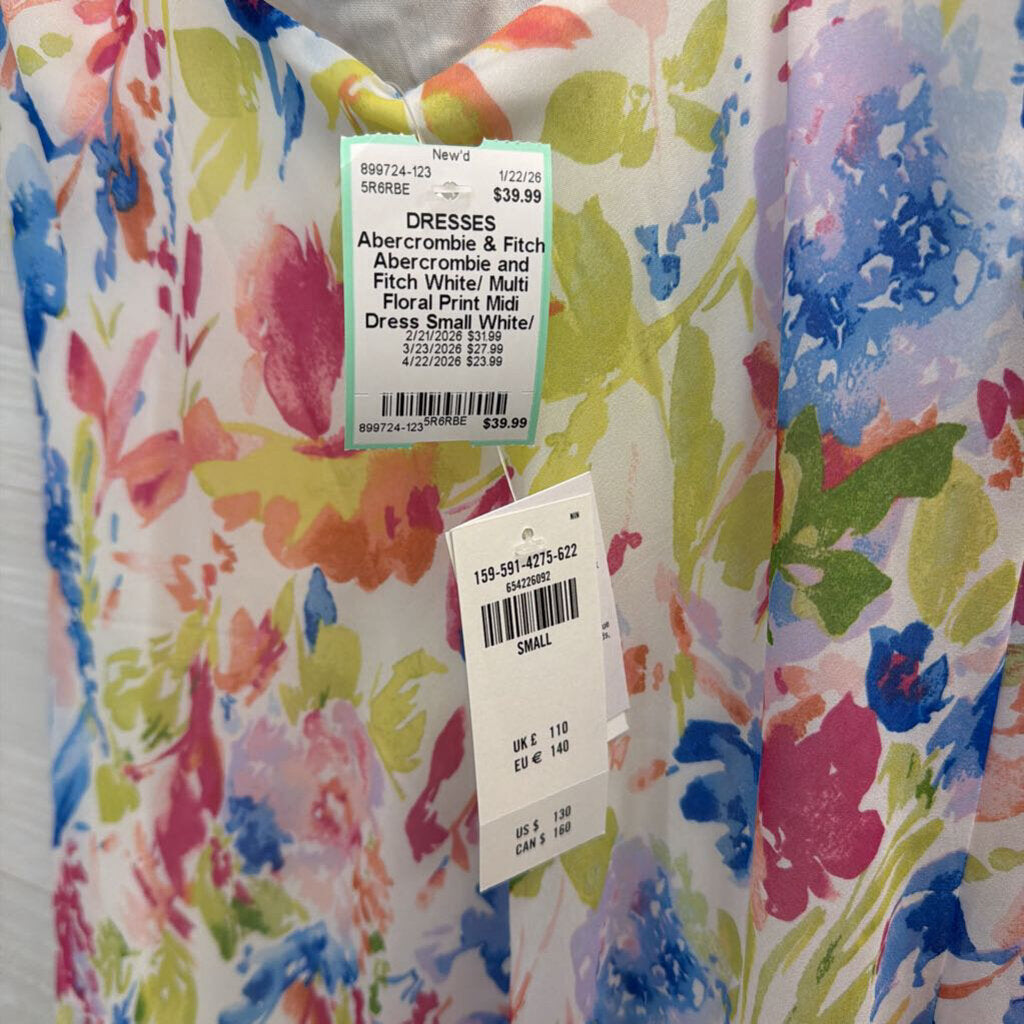 New'd
899724-123 1/22/26
5R6RBE $39.99
DRESSES
Abercrombie & Fitch
Abercrombie and
Fitch White/ Multi
Floral Print Midi
Dress Small White/
2/21/2026 $31.99
3/23/2026 $27.99
4/22/2026 $23.99
899724-123 5R6RBE $39.99
159-591-4275-622
654226092
SMALL
UK £ 110
EU € 140
US $ 130
CAN $ 160